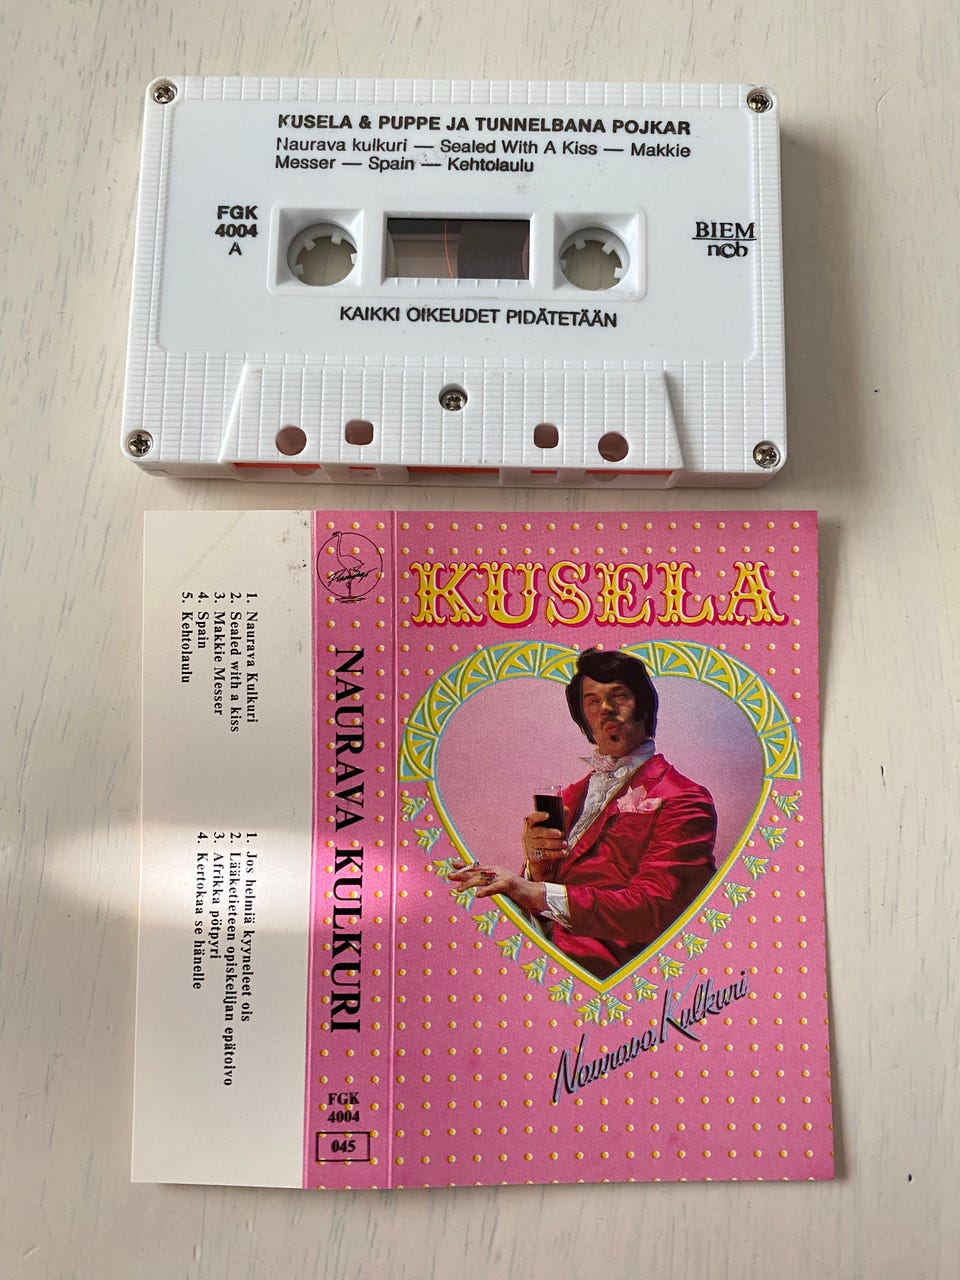 KUSELA & PUPPE JA TUNNELBANA POJKAR
Naurava kulkuri — Sealed With A Kiss — Makkie
Messer — Spain — Kehtolaulu
FGK
4004
A
BIEM
ncb
KAIKKI OIKEUDET PIDÄTETÄÄN
1. Naurava Kulkuri
2. Sealed with a kiss
3. Makkie Messer
4. Spain
5. Kehtolaulu
1. Jos helmiä kyyneleet ois
2. Lääketieteen opiskelijan epätoivo
3. Afrikka pötpyri
4. Kertokaa se hänelle
Flamingo
NAURAVA KULKURI
FGK
4004
045
KUSELA
Naurava Kulkuri